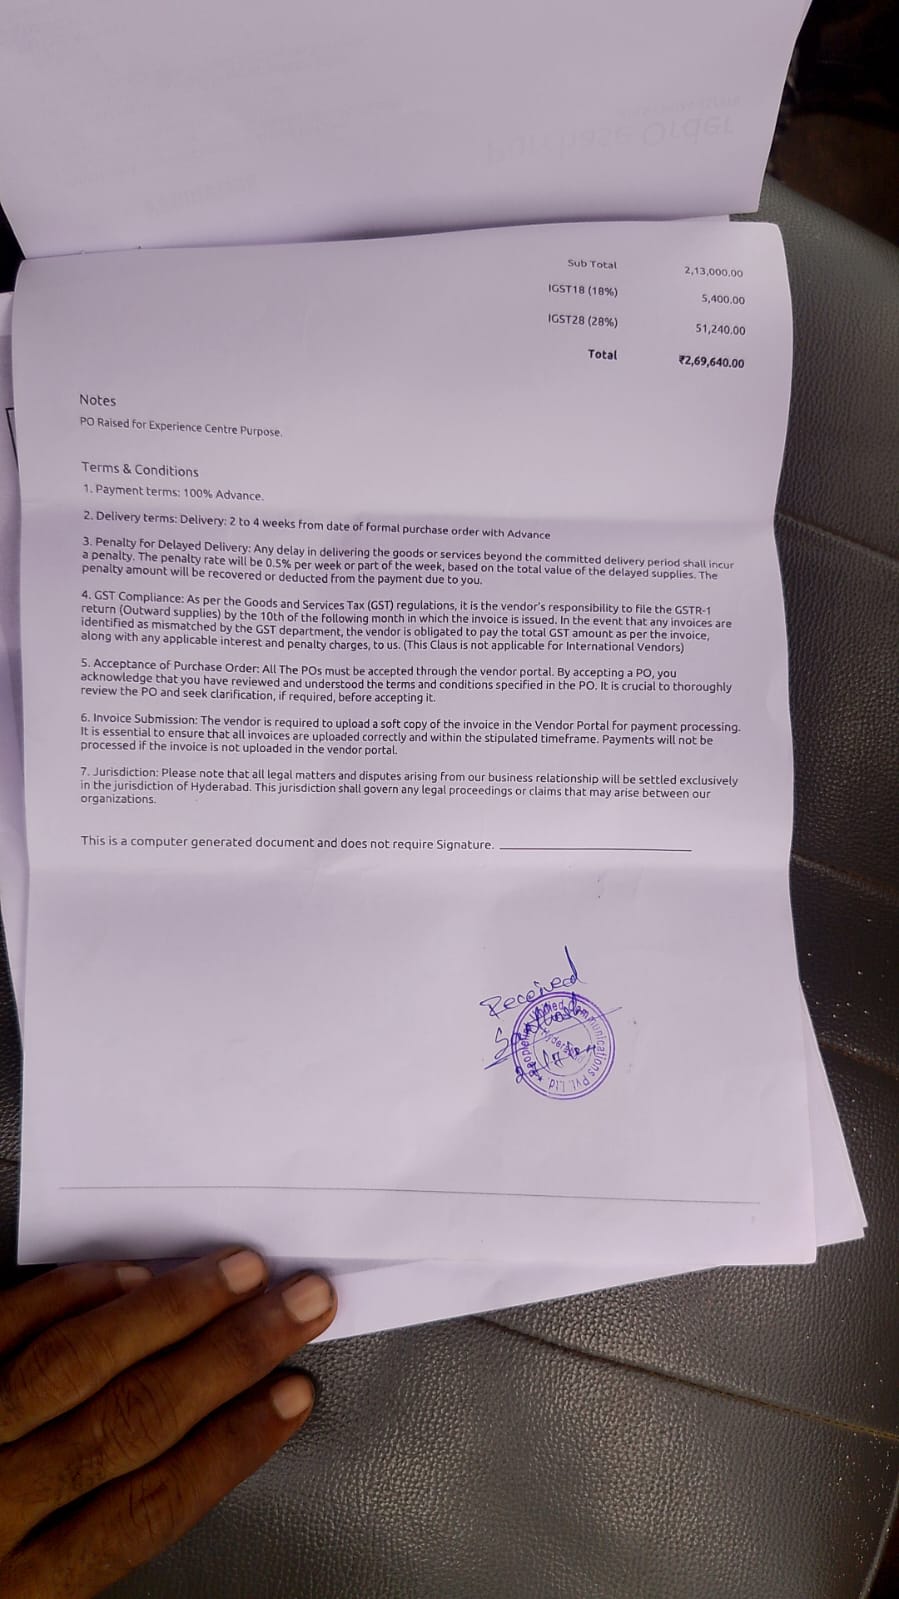 Purchase Order
Sub Total 2,13,000.00
IGST18 (18%) 5,400.00
IGST28 (28%) 51,240.00
Total ₹2,69,640.00
Notes
PO Raised for Experience Centre Purpose.
Terms & Conditions
1. Payment terms: 100% Advance.
2. Delivery terms: Delivery: 2 to 4 weeks from date of formal purchase order with Advance
3. Penalty for Delayed Delivery: Any delay in delivering the goods or services beyond the committed delivery period shall incur
a penalty. The penalty rate will be 0.5% per week or part of the week, based on the total value of the delayed supplies. The
penalty amount will be recovered or deducted from the payment due to you.
4. GST Compliance: As per the Goods and Services Tax (GST) regulations, it is the vendor's responsibility to file the GSTR-1
return (Outward supplies) by the 10th of the following month in which the invoice is issued. In the event that any invoices are
identified as mismatched by the GST department, the vendor is obligated to pay the total GST amount as per the invoice,
along with any applicable interest and penalty charges, to us. (This Claus is not applicable for International Vendors)
5. Acceptance of Purchase Order: All The POs must be accepted through the vendor portal. By accepting a PO, you
acknowledge that you have reviewed and understood the terms and conditions specified in the PO. It is crucial to thoroughly
review the PO and seek clarification, if required, before accepting it.
6. Invoice Submission: The vendor is required to upload a soft copy of the invoice in the Vendor Portal for payment processing.
It is essential to ensure that all invoices are uploaded correctly and within the stipulated timeframe. Payments will not be
processed if the invoice is not uploaded in the vendor portal.
7. Jurisdiction: Please note that all legal matters and disputes arising from our business relationship will be settled exclusively
in the jurisdiction of Hyderabad. This jurisdiction shall govern any legal proceedings or claims that may arise between our
organizations.
This is a computer generated document and does not require Signature.
Received
Communications Pvt. Ltd.